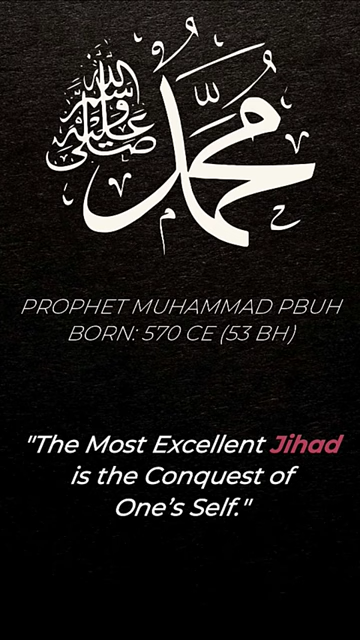 محمد
صلى الله عليه وسلم
PROPHET MUHAMMAD PBUH
BORN: 570 CE (53 BH)
"The Most Excellent Jihad
is the Conquest of
One’s Self."